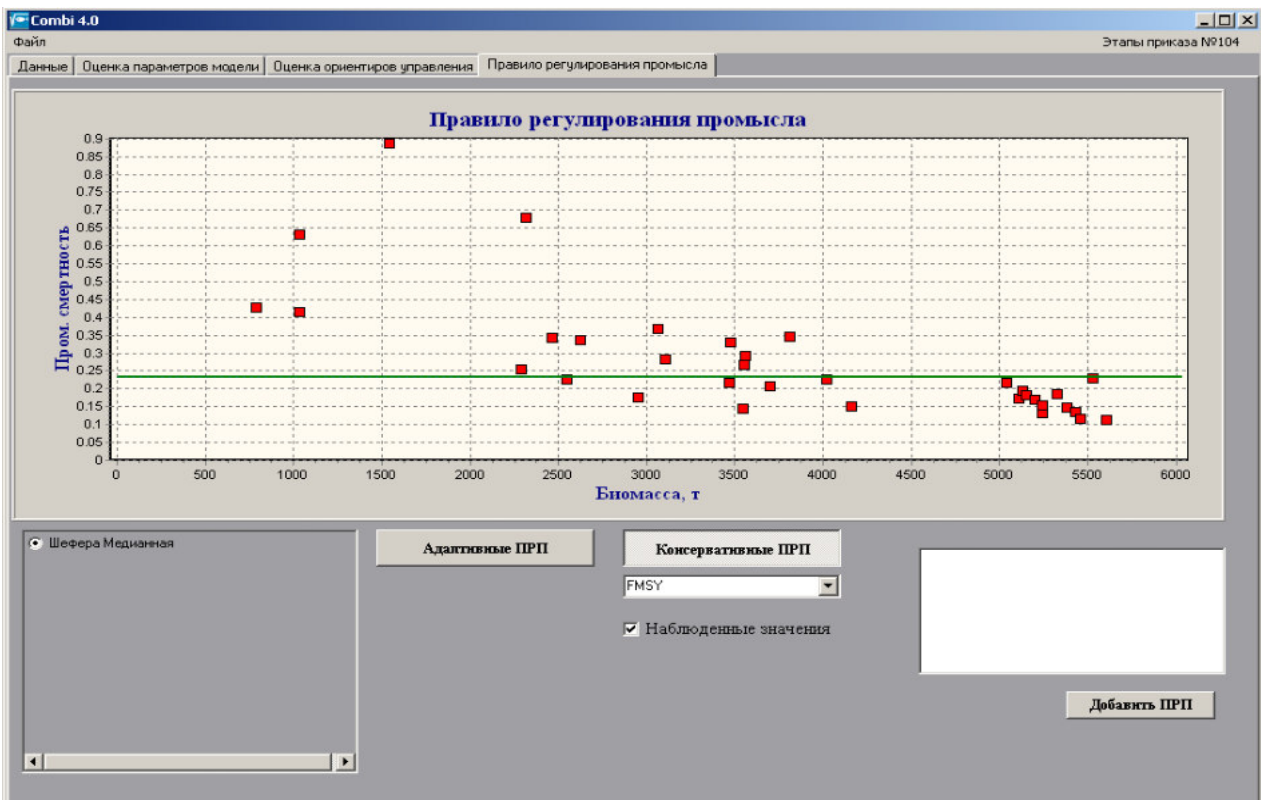 Combi 4.0
Файл
Этапы приказа №104
Данные
Оценка параметров модели
Оценка ориентиров управления
Правило регулирования промысла
Правило регулирования промысла
Пром. смертность
0.9
0.85
0.8
0.75
0.7
0.65
0.6
0.55
0.5
0.45
0.4
0.35
0.3
0.25
0.2
0.15
0.1
0.05
0
0 500 1000 1500 2000 2500 3000 3500 4000 4500 5000 5500 6000
Биомасса, т
Шефера Медианная
Адаптивные ПРП
Консервативные ПРП
FMSY
Наблюденные значения
Добавить ПРП